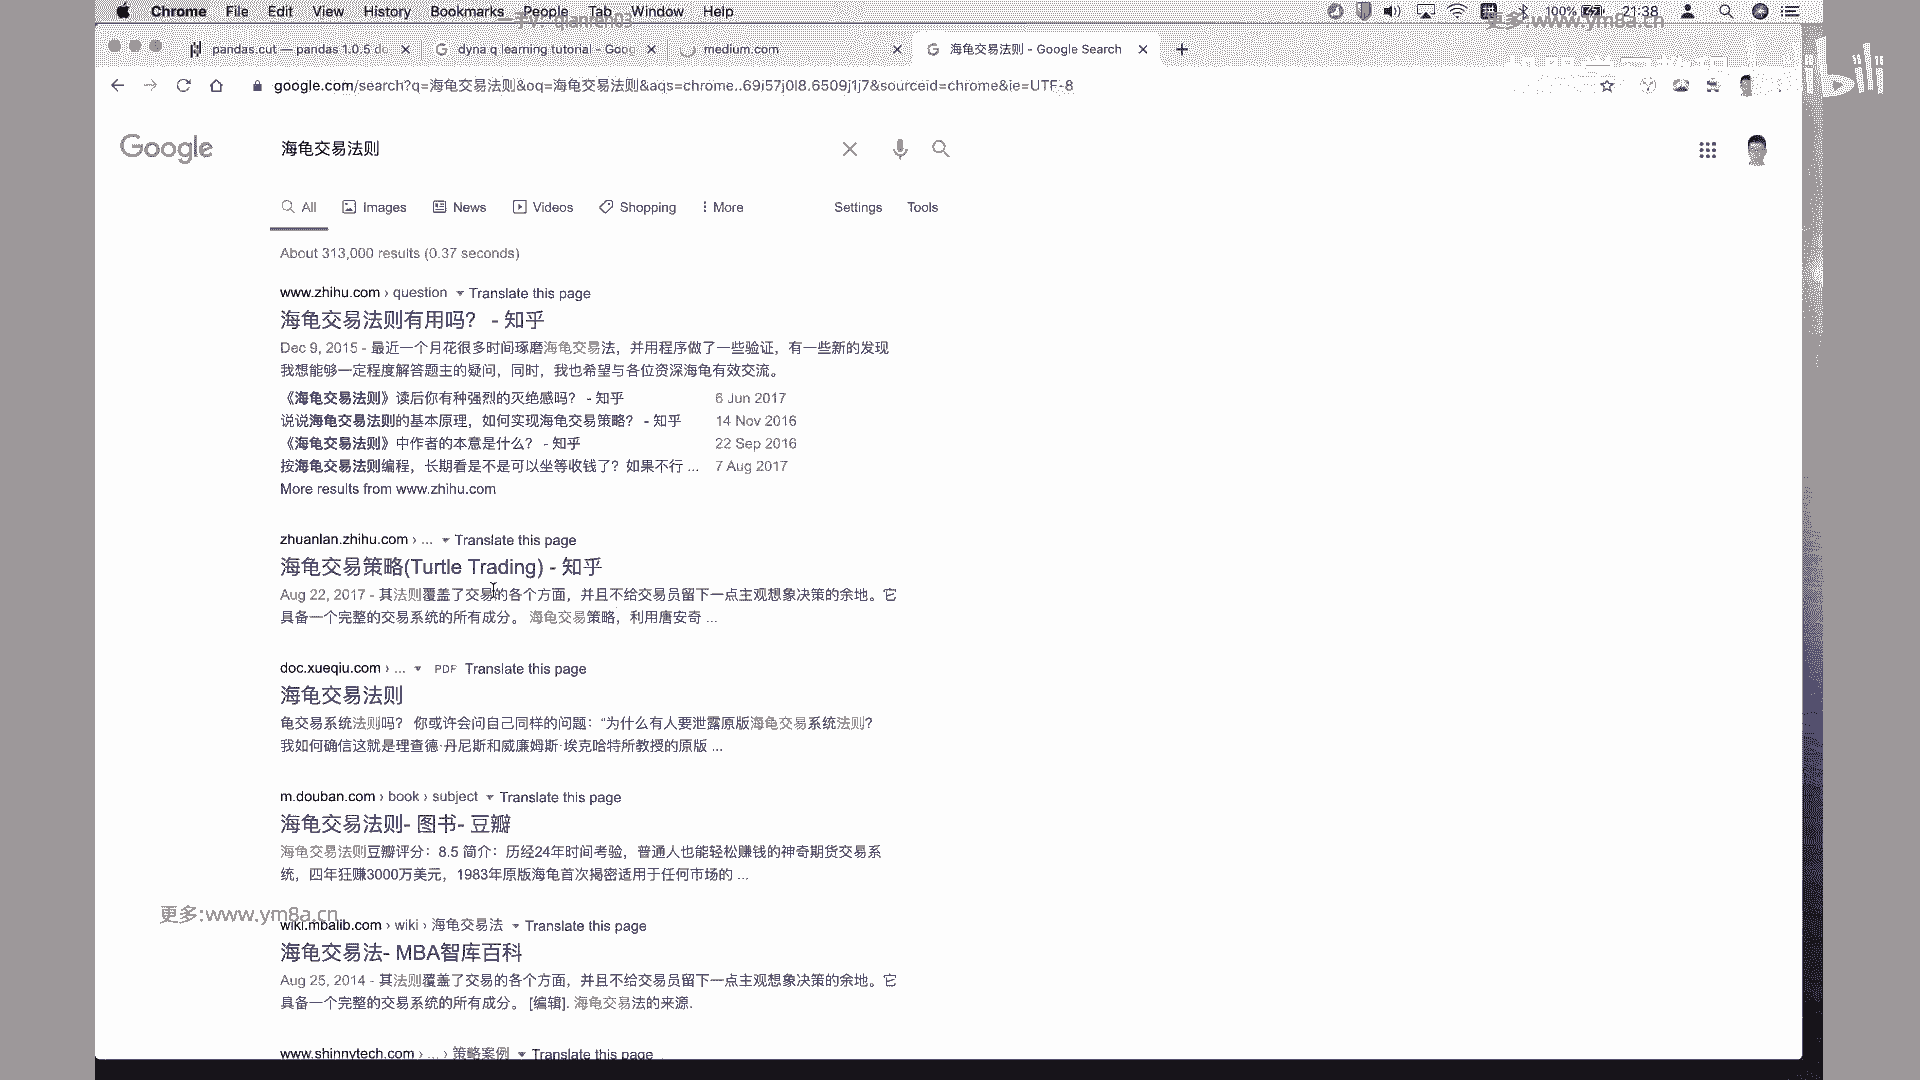 Chrome File Edit View History Bookmarks People Tab Window Help
100% 21:38
更多:www.ym8a.cn
pandas.cut — pandas 1.0.5 do
dyna q learning tutorial - Goog
medium.com
海龟交易法则 - Google Search
google.com/search?q=海龟交易法则&oq=海龟交易法则&aqs=chrome..69i57j0l8.6509j1j7&sourceid=chrome&ie=UTF-8
bilibili
Google
海龟交易法则
All Images News Videos Shopping More Settings Tools
About 313,000 results (0.37 seconds)
www.zhihu.com › question Translate this page
海龟交易法则有用吗? - 知乎
Dec 9, 2015 - 最近一个月花很多时间琢磨海龟交易法,并用程序做了一些验证,有一些新的发现
我想能够一定程度解答题主的疑问,同时,我也希望与各位资深海龟有效交流。
《海龟交易法则》读后你有种强烈的灭绝感吗? - 知乎 6 Jun 2017
说说海龟交易法则的基本原理,如何实现海龟交易策略? - 知乎 14 Nov 2016
《海龟交易法则》中作者的本意是什么? - 知乎 22 Sep 2016
按海龟交易法则编程,长期看是不是可以坐等收钱了?如果不行 ... 7 Aug 2017
More results from www.zhihu.com
zhuanlan.zhihu.com › ... Translate this page
海龟交易策略(Turtle Trading) - 知乎
Aug 22, 2017 - 其法则覆盖了交易的各个方面,并且不给交易员留下一点主观想象决策的余地。它
具备一个完整的交易系统的所有成分。 海龟交易策略,利用唐安奇 ...
doc.xueqiu.com › ... PDF Translate this page
海龟交易法则
龟交易系统法则吗? 你或许会问自己同样的问题:“为什么有人要泄露原版海龟交易系统法则?
我如何确信这就是理查德·丹尼斯和威廉姆斯·埃克哈特所教授的原版 ...
m.douban.com › book › subject Translate this page
海龟交易法则- 图书- 豆瓣
海龟交易法则豆瓣评分:8.5 简介:历经24年时间考验,普通人也能轻松赚钱的神奇期货交易系
统,四年狂赚3000万美元,1983年原版海龟首次揭密适用于任何市场的 ...
更多:www.ym8a.cn
wiki.mbalib.com › wiki › 海龟交易法 Translate this page
海龟交易法- MBA智库百科
Aug 25, 2014 - 其法则覆盖了交易的各个方面,并且不给交易员留下一点主观想象决策的余地。它
具备一个完整的交易系统的所有成分。 [编辑]. 海龟交易法的来源.
www.shinnytech.com › ... › 策略案例 Translate this page